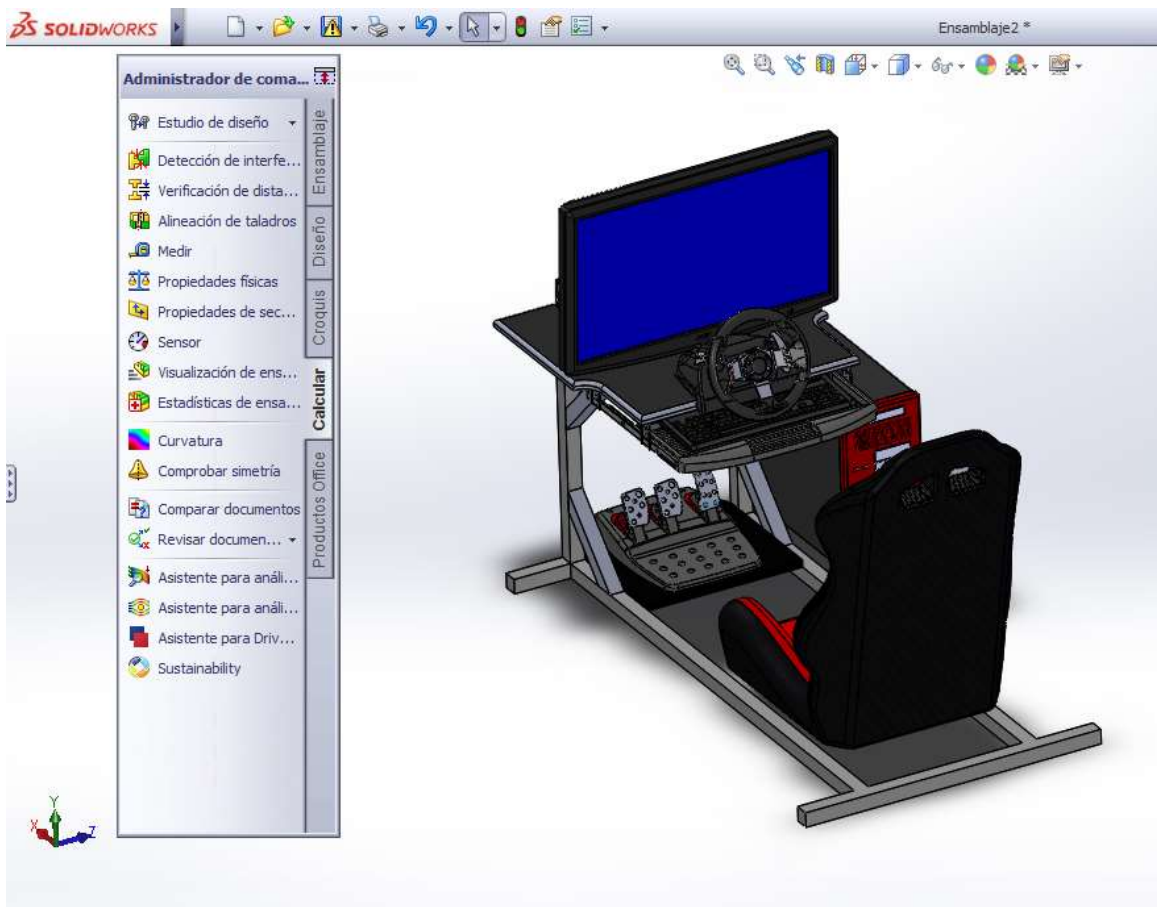 SOLIDWORKS
Ensamblaje2 *
Administrador de coma...
Estudio de diseño
Detección de interfe...
Verificación de dista...
Alineación de taladros
Medir
Propiedades físicas
Propiedades de sec...
Sensor
Visualización de ens...
Estadísticas de ensa...
Curvatura
Comprobar simetría
Comparar documentos
Revisar documen...
Asistente para análi...
Asistente para análi...
Asistente para Driv...
Sustainability
Ensamblaje
Diseño
Croquis
Calcular
Productos Office
Y
X
Z